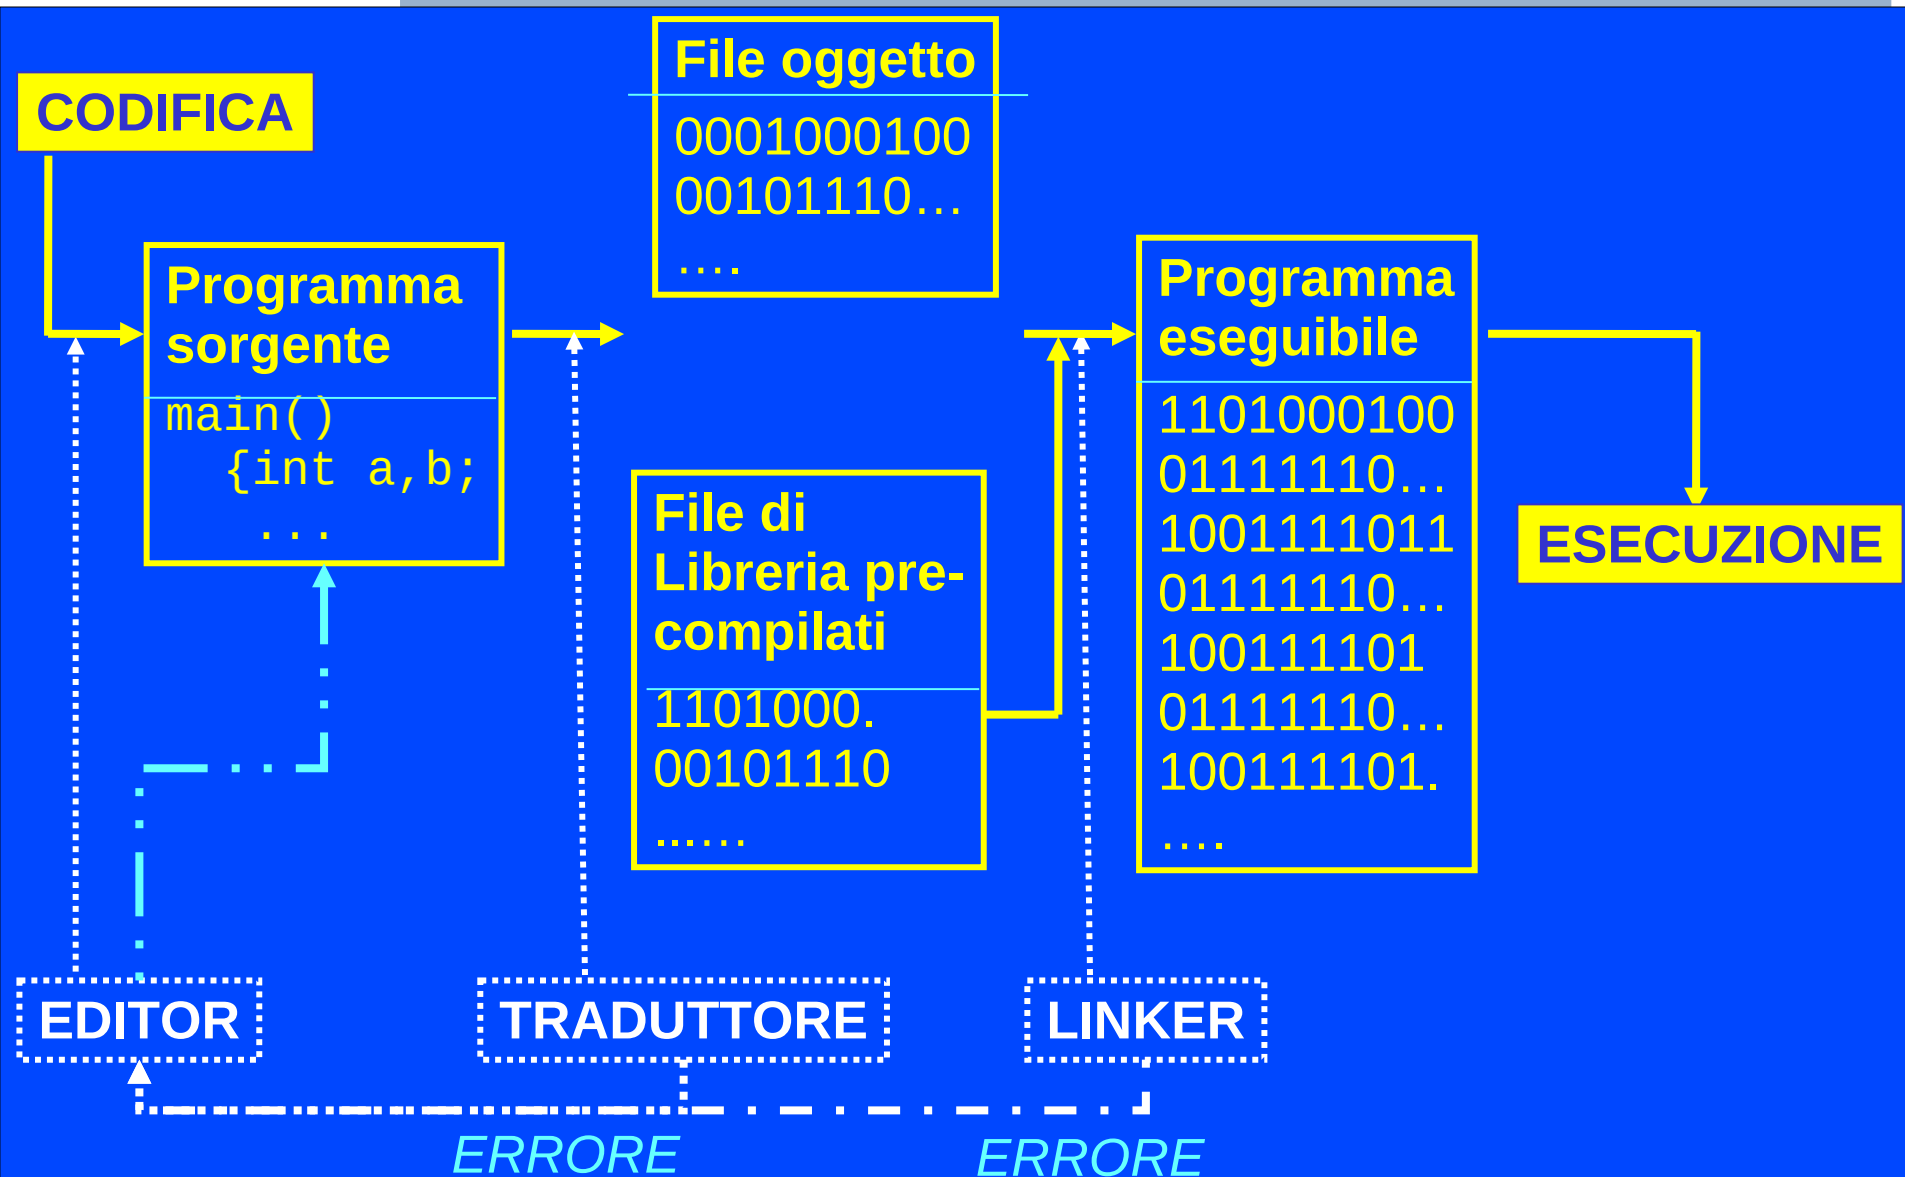 CODIFICA
Programma
sorgente
main()
{int a,b;
...
File oggetto
0001000100
00101110…
….
File di
Libreria pre-
compilati
1101000.
00101110
...…
Programma
eseguibile
1101000100
01111110…
1001111011
01111110…
100111101
01111110…
100111101.
….
ESECUZIONE
EDITOR
TRADUTTORE
LINKER
ERRORE
ERRORE